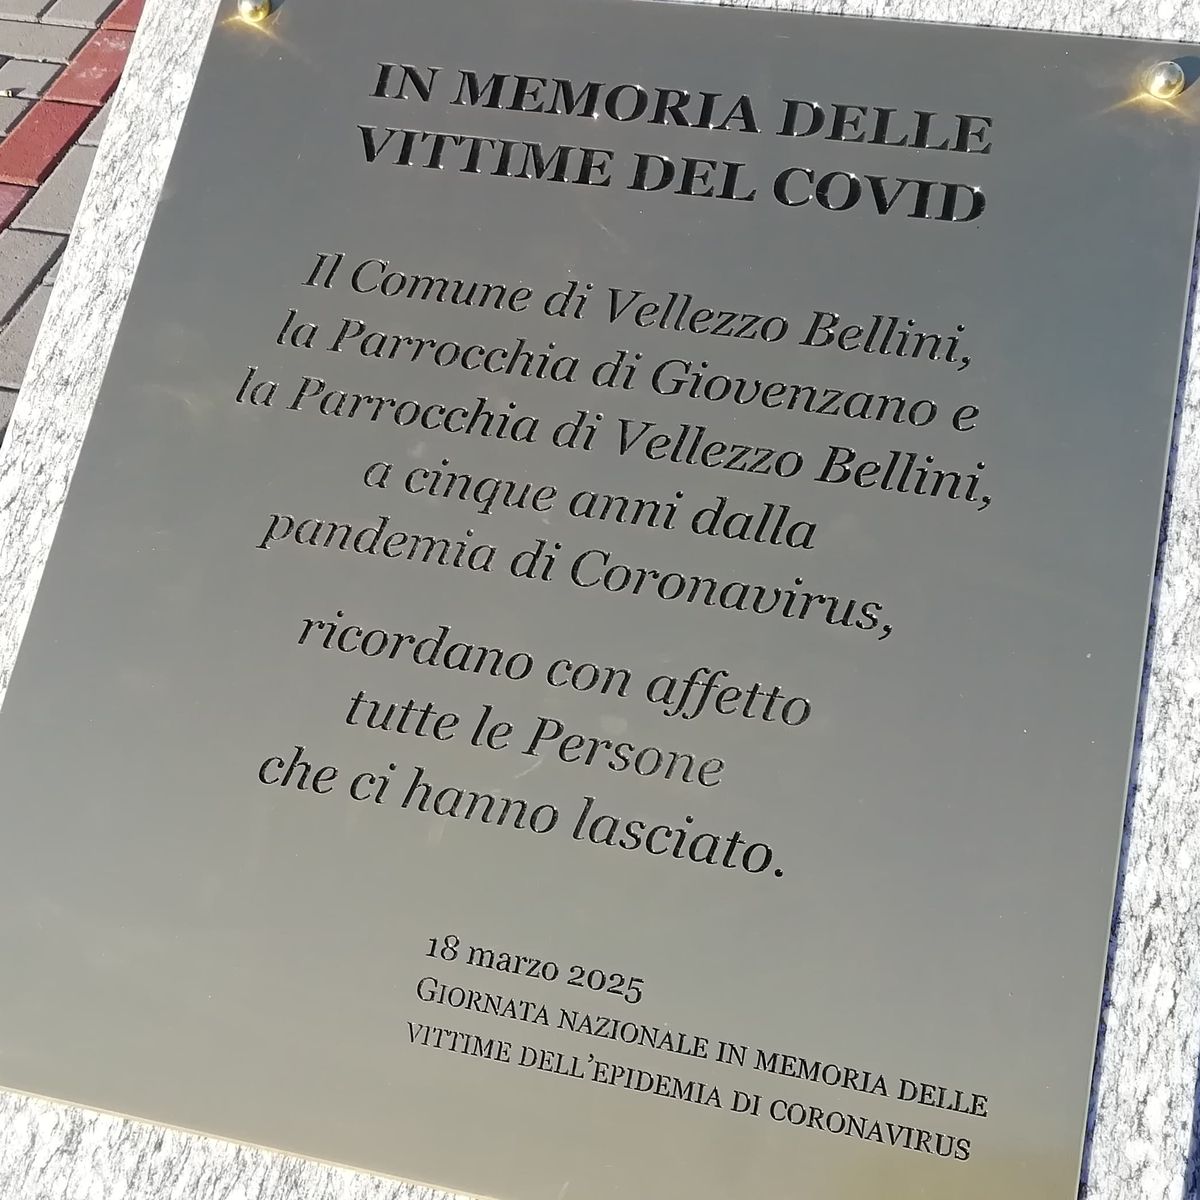 IN MEMORIA DELLE
VITTIME DEL COVID
Il Comune di Vellezzo Bellini,
la Parrocchia di Giovenzano e
la Parrocchia di Vellezzo Bellini,
a cinque anni dalla
pandemia di Coronavirus,
ricordano con affetto
tutte le Persone
che ci hanno lasciato.
18 marzo 2025
GIORNATA NAZIONALE IN MEMORIA DELLE
VITTIME DELL'EPIDEMIA DI CORONAVIRUS